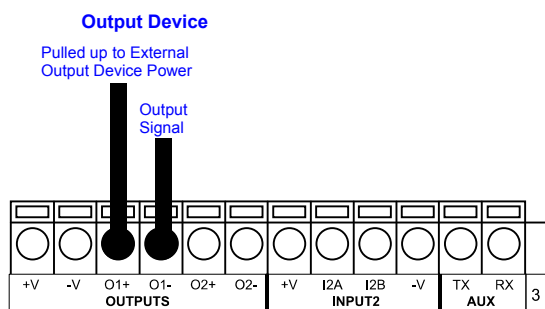 Output Device
Pulled up to External
Output Device Power
Output
Signal
+V -V O1+ O1- O2+ O2- +V I2A I2B -V TX RX
OUTPUTS INPUT2 AUX
3